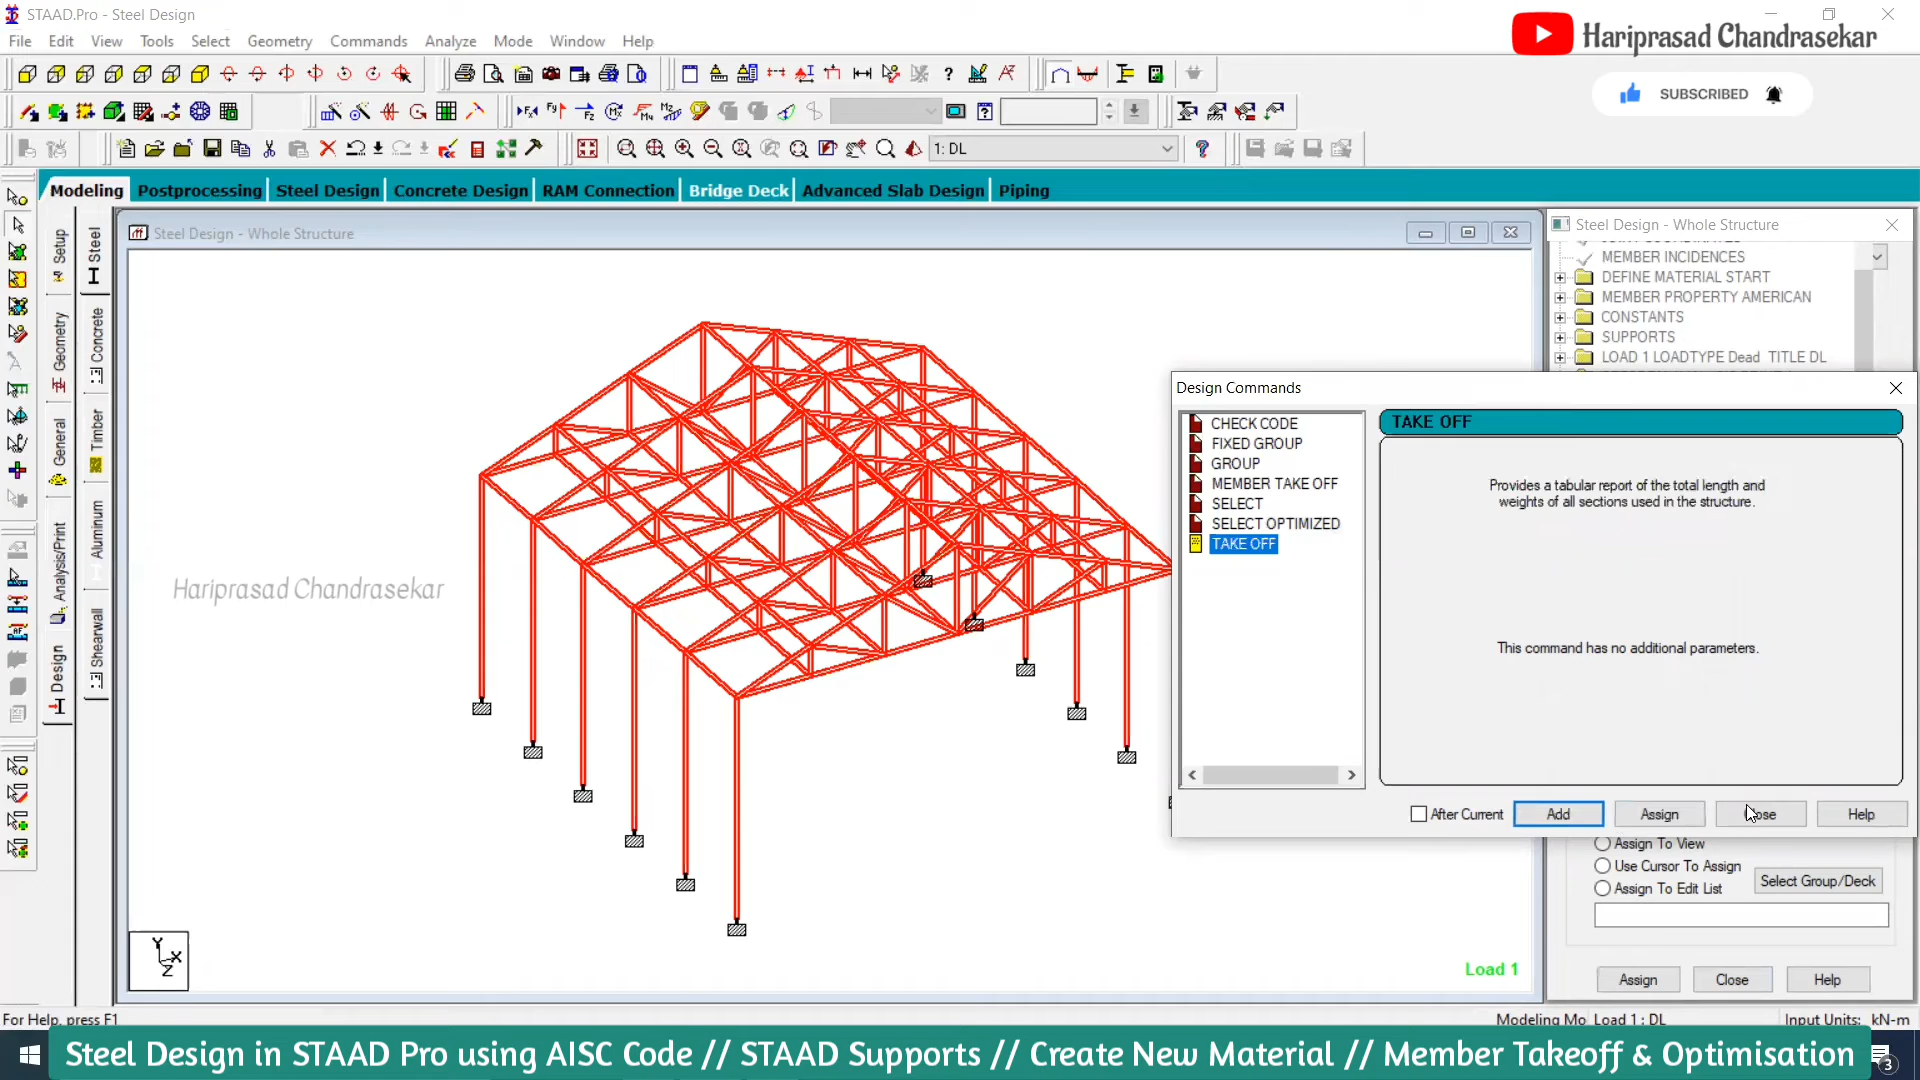 STAAD.Pro - Steel Design
File Edit View Tools Select Geometry Commands Analyze Mode Window Help
Hariprasad Chandrasekar
SUBSCRIBED
1: DL
Modeling Postprocessing Steel Design Concrete Design RAM Connection Bridge Deck Advanced Slab Design Piping
Setup
Geometry
General
Analysis/Print
Design
Steel
Concrete
Timber
Aluminum
Shearwall
Steel Design - Whole Structure
Steel Design - Whole Structure
MEMBER INCIDENCES
DEFINE MATERIAL START
MEMBER PROPERTY AMERICAN
CONSTANTS
SUPPORTS
LOAD 1 LOADTYPE Dead TITLE DL
Design Commands
CHECK CODE
FIXED GROUP
GROUP
MEMBER TAKE OFF
SELECT
SELECT OPTIMIZED
TAKE OFF
TAKE OFF
Provides a tabular report of the total length and
weights of all sections used in the structure.
This command has no additional parameters.
After Current Add Assign Close Help
Assign To View
Use Cursor To Assign
Assign To Edit List
Select Group/Deck
Assign Close Help
Hariprasad Chandrasekar
Y
X
Z
Load 1
For Help, press F1
Modeling Mo Load 1 : DL Input Units: kN-m
Steel Design in STAAD Pro using AISC Code // STAAD Supports // Create New Material // Member Takeoff & Optimisation
3